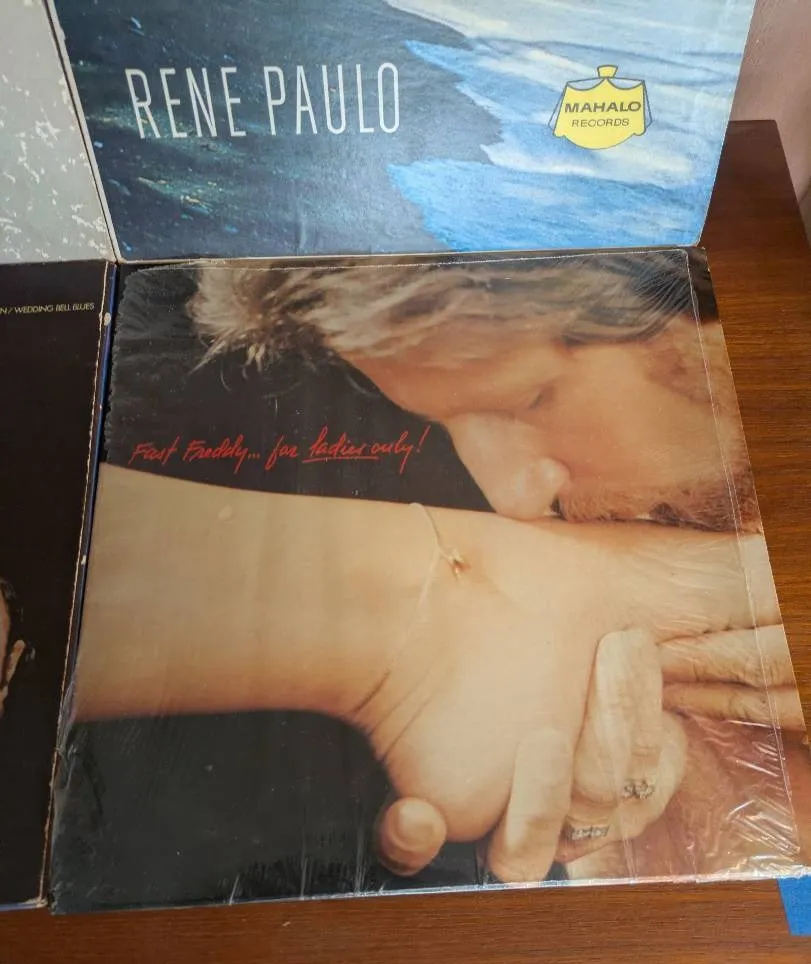 RENE PAULO
MAHALO
RECORDS
N/WEDDING BELL BLUES
Fast Freddy... for ladies only!